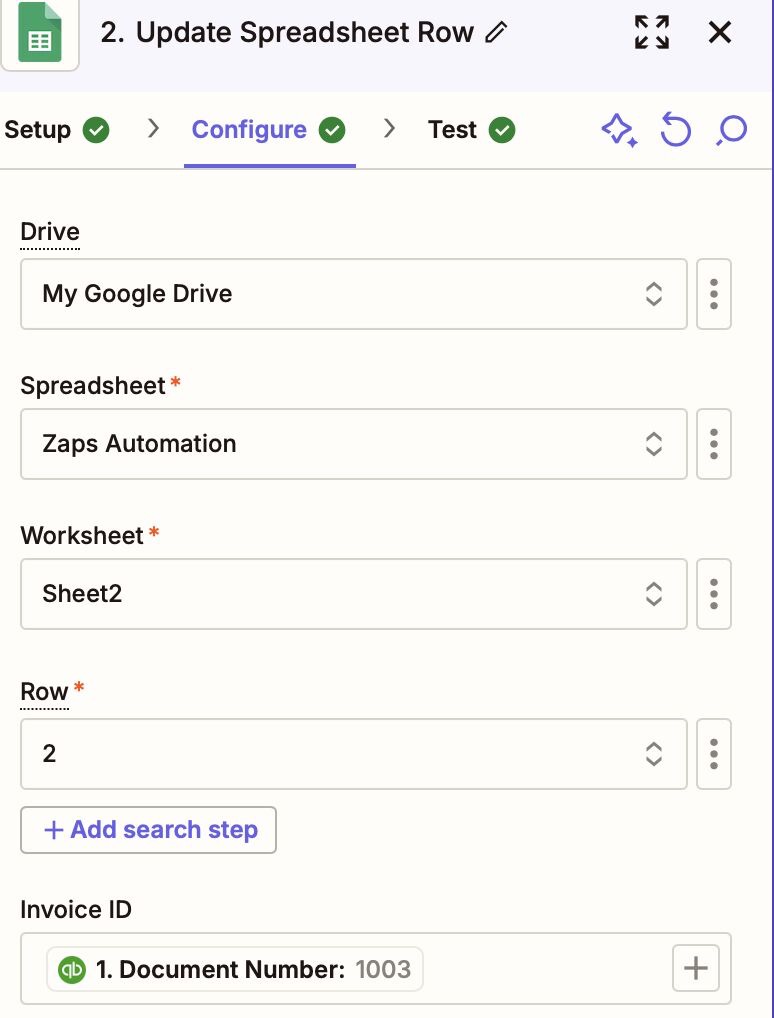 2. Update Spreadsheet Row
Setup Configure Test
Drive
My Google Drive
Spreadsheet*
Zaps Automation
Worksheet*
Sheet2
Row*
2
+ Add search step
Invoice ID
qb 1. Document Number: 1003